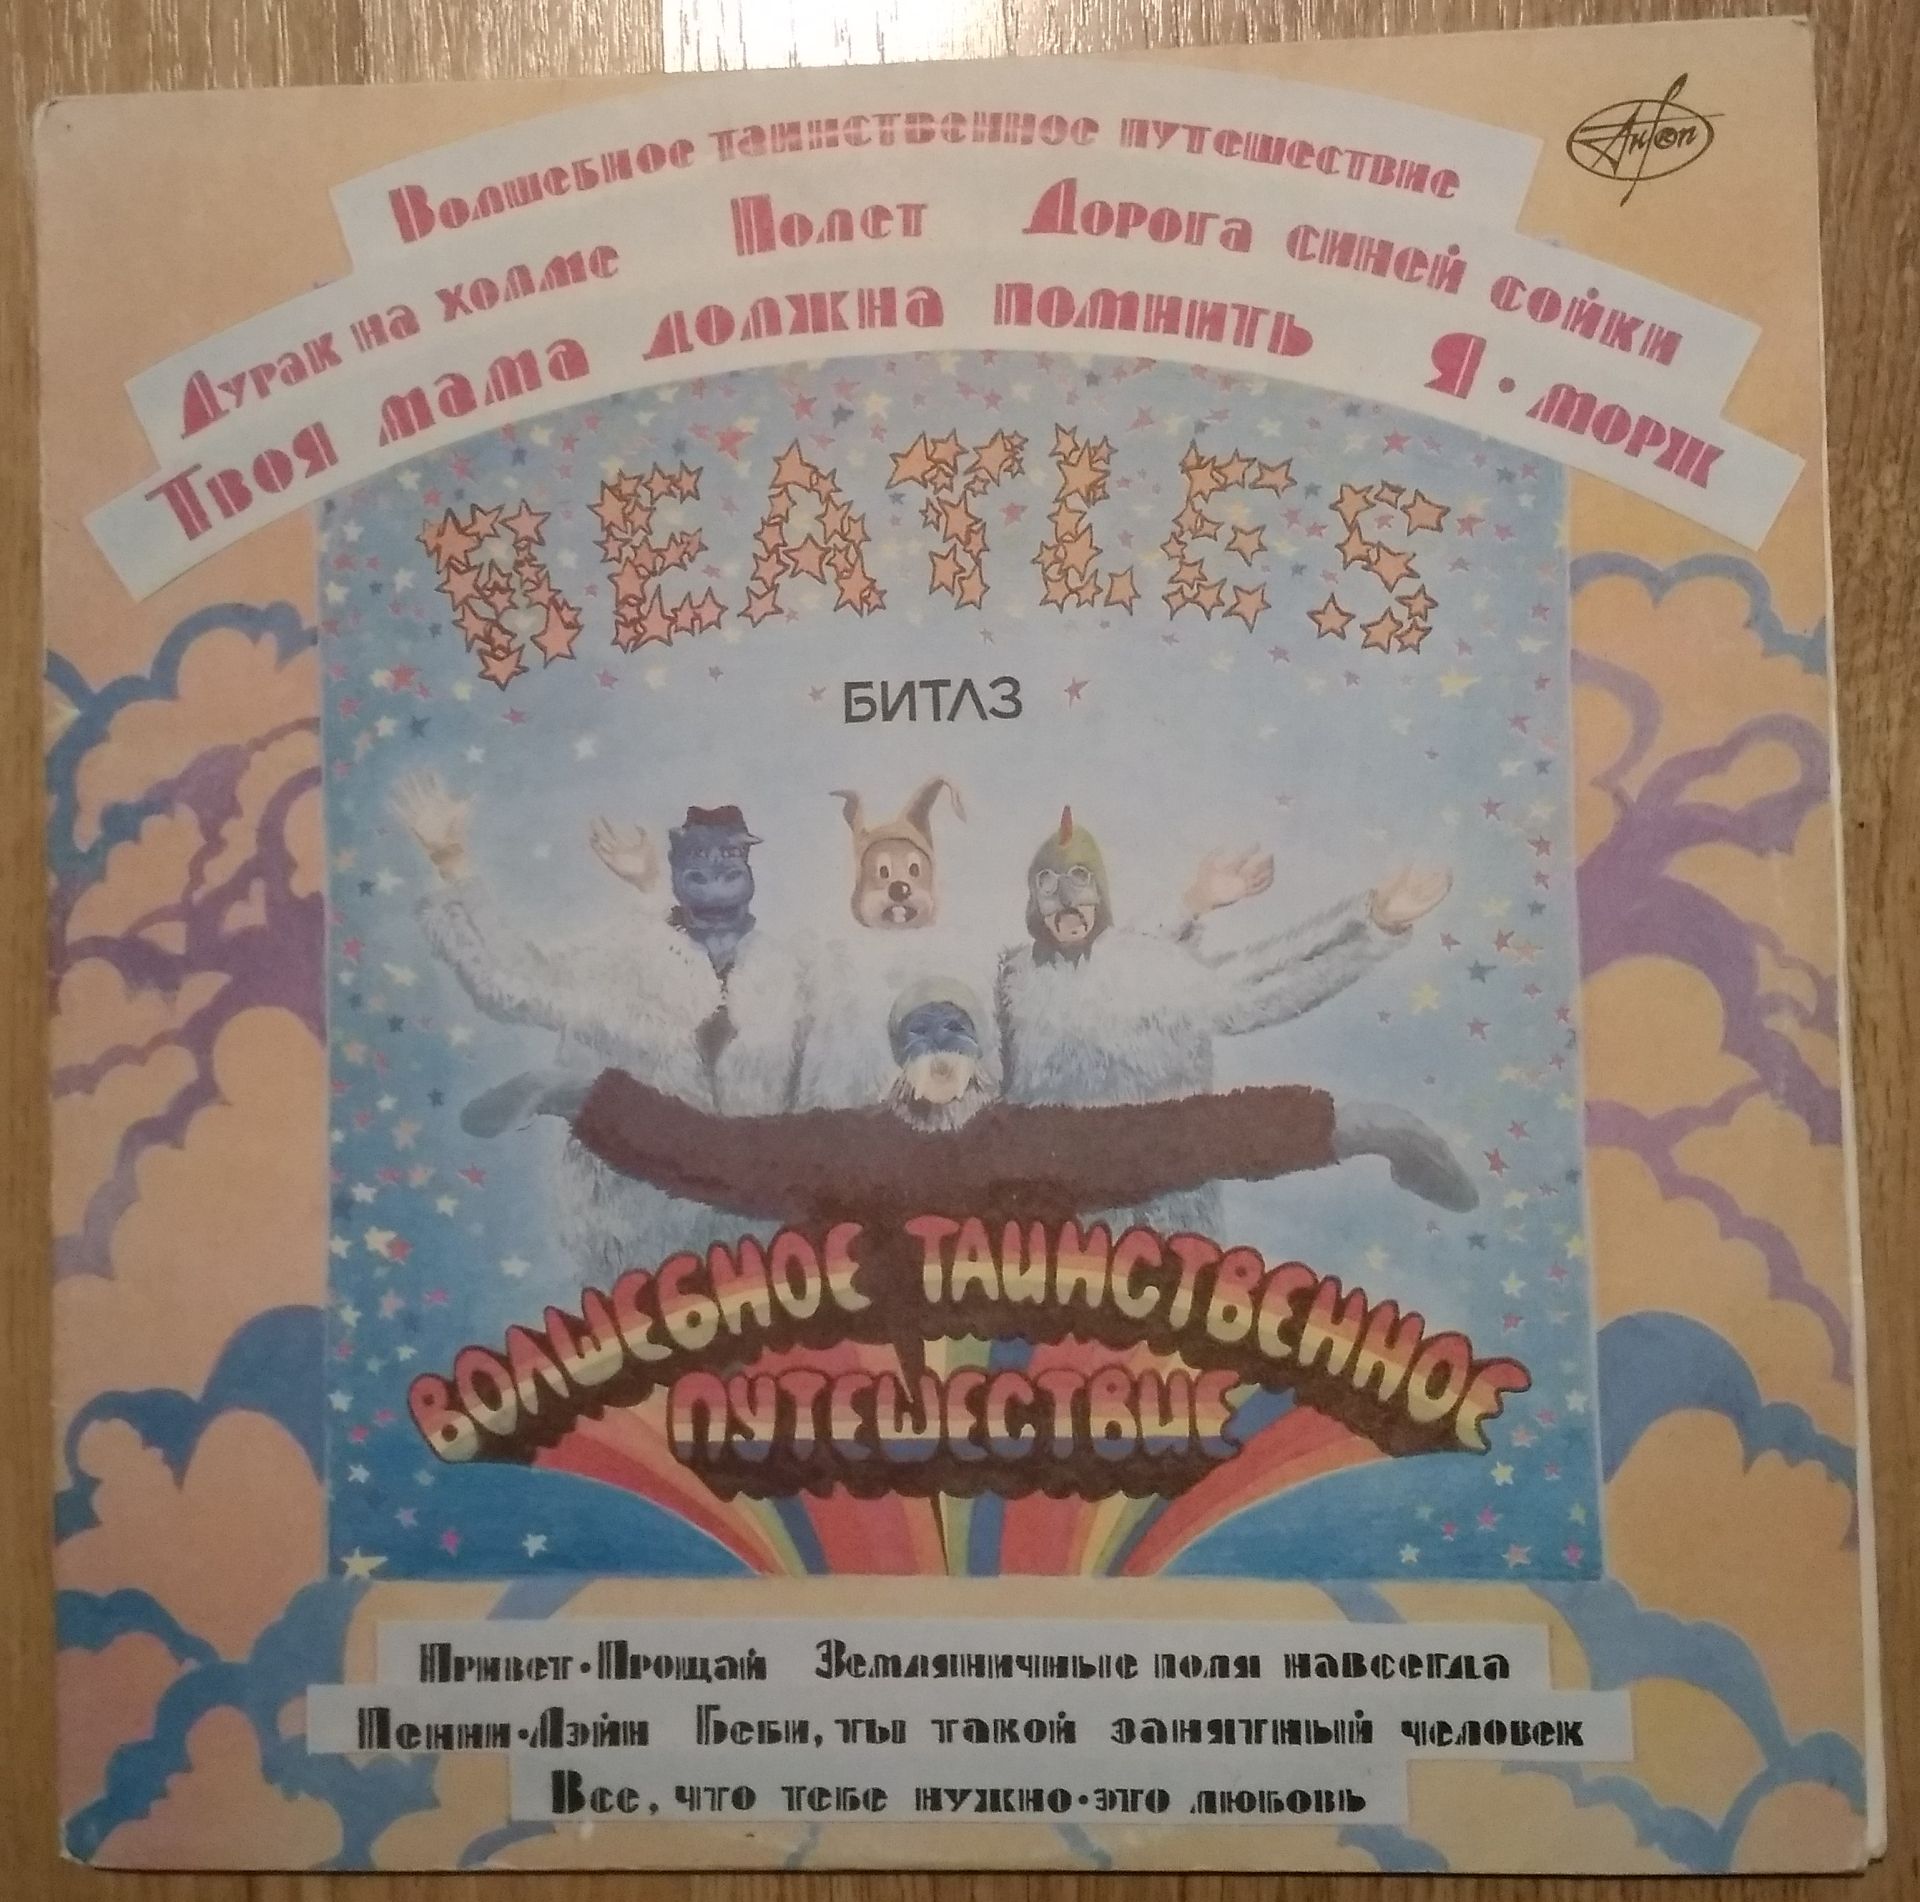 Антоп
Волшебное таинственное путешествие
Дурак на холме Полет Дорога синей сойки
Твоя мама должна помнить Я • морж
BEATLES
БИТЛЗ
ВОЛШЕБНОЕ ТАИНСТВЕННОЕ
ПУТЕШЕСТВИЕ
Привет•Прощай Земляничные поля навсегда
Пенни•Лэйн Беби, ты такой занятный человек
Все, что тебе нужно•это любовь